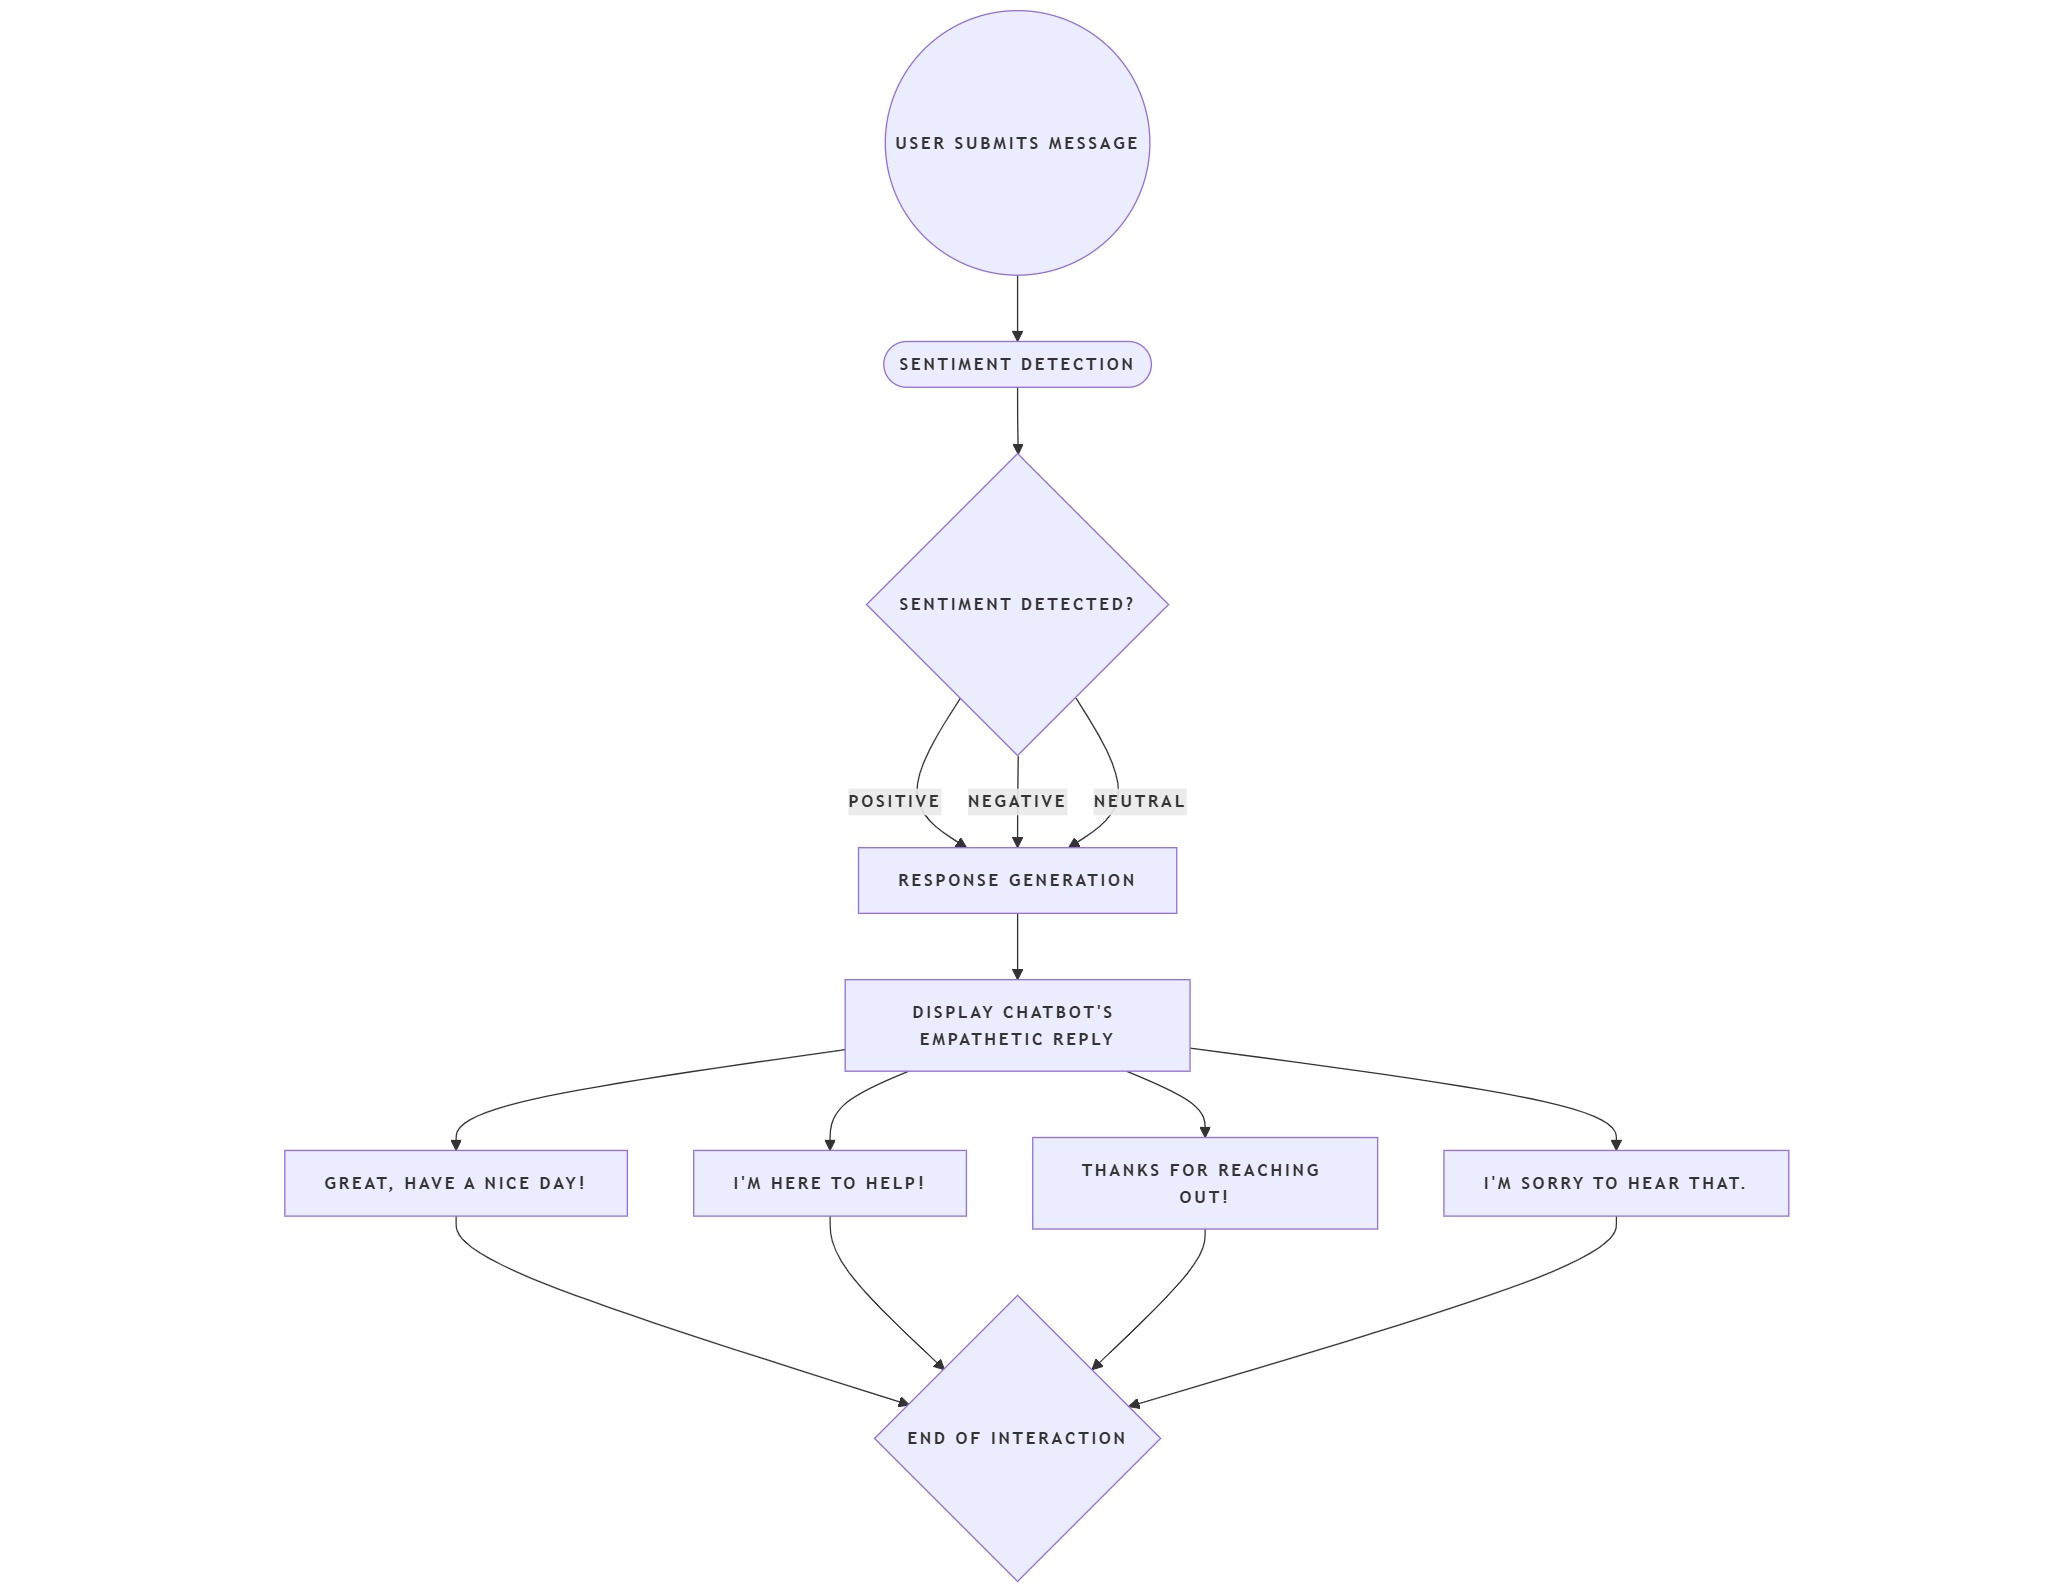 USER SUBMITS MESSAGE
SENTIMENT DETECTION
SENTIMENT DETECTED?
POSITIVE
NEGATIVE
NEUTRAL
RESPONSE GENERATION
DISPLAY CHATBOT'S
EMPATHETIC REPLY
GREAT, HAVE A NICE DAY!
I'M HERE TO HELP!
THANKS FOR REACHING
OUT!
I'M SORRY TO HEAR THAT.
END OF INTERACTION